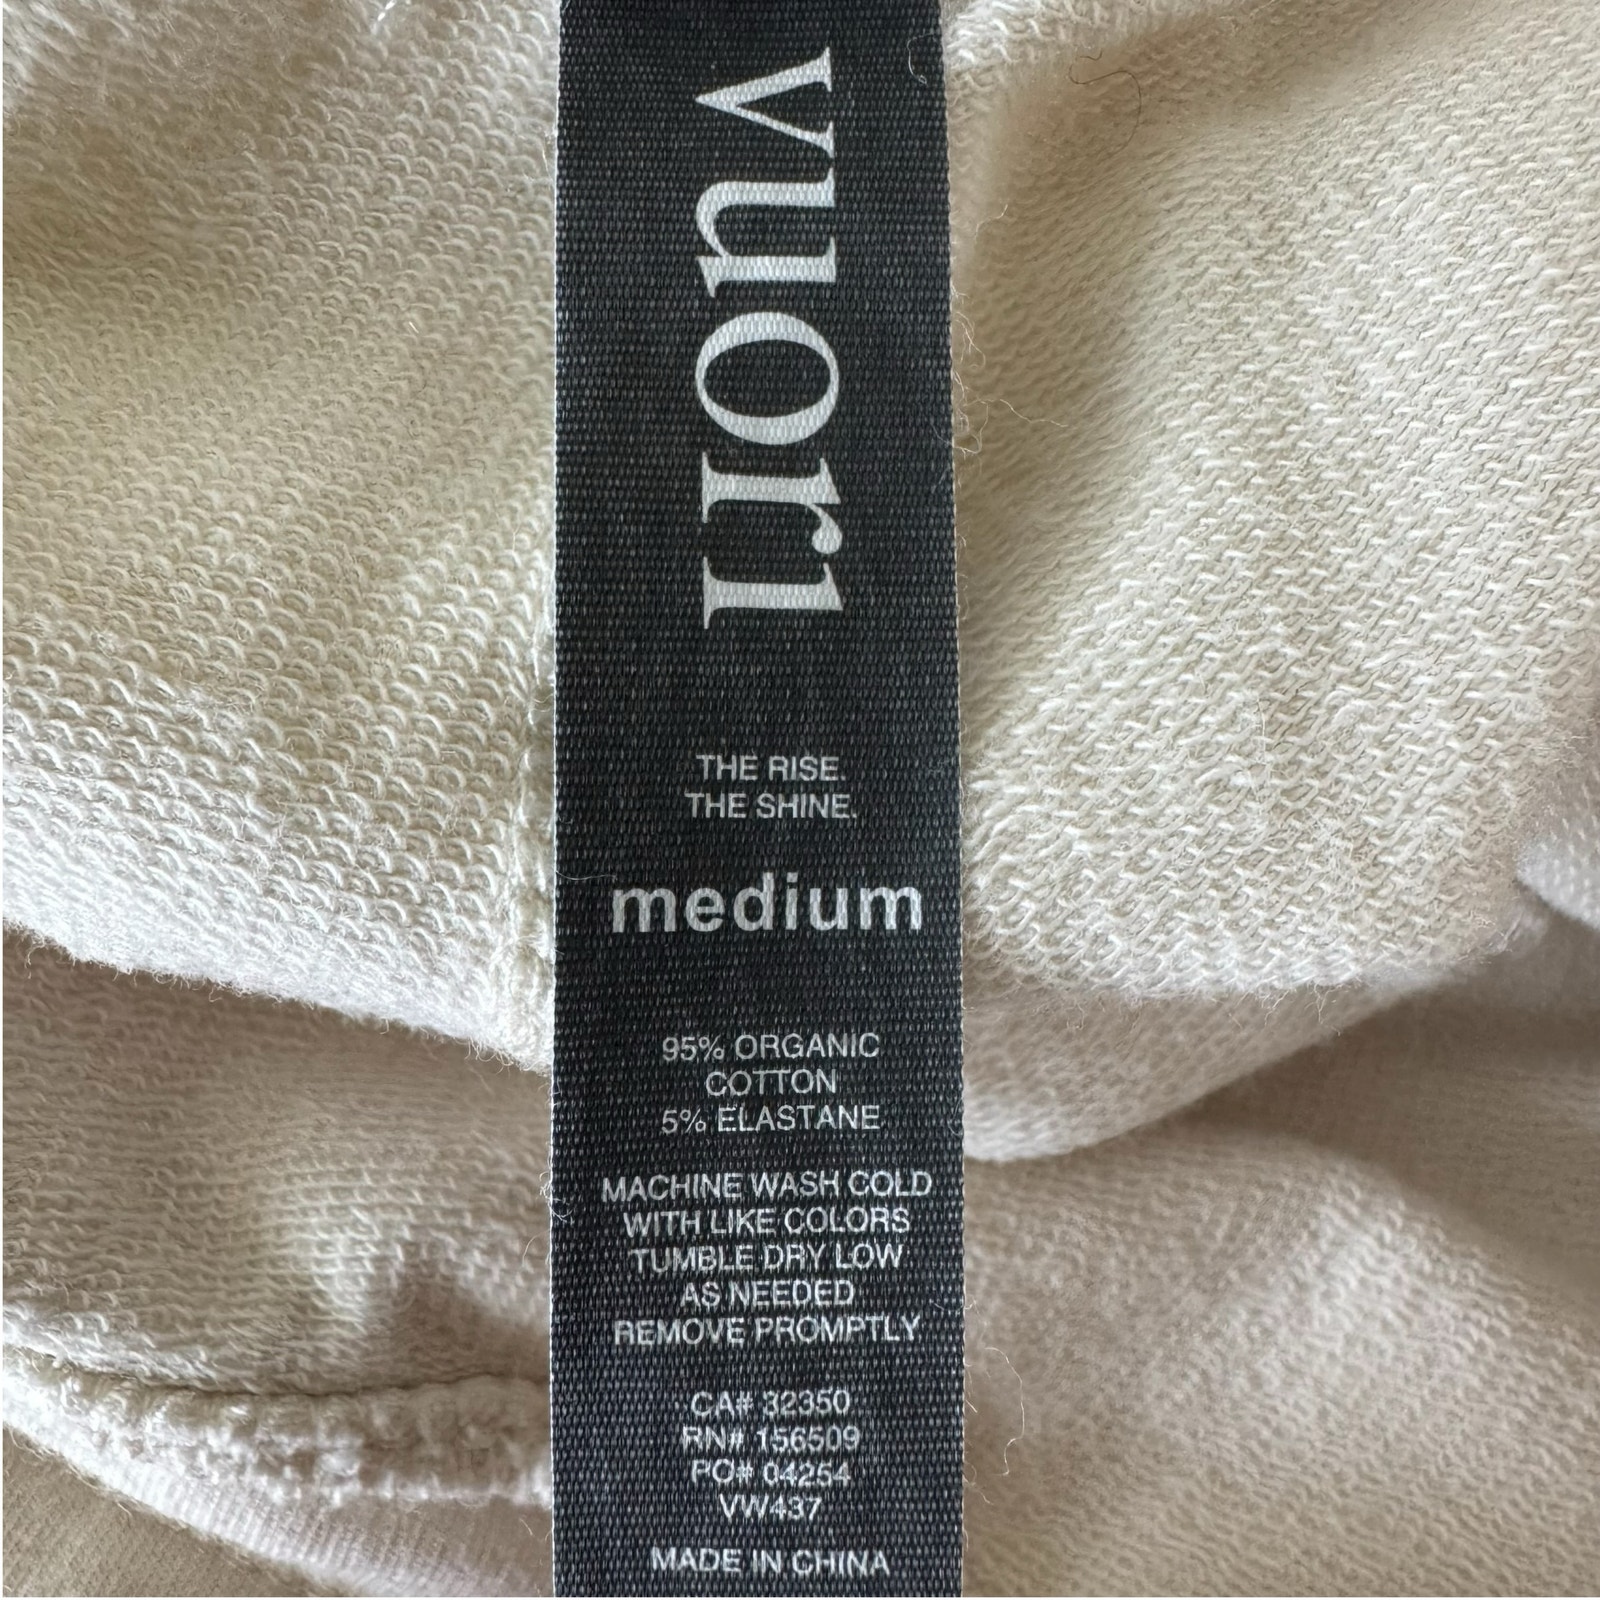 vuori
THE RISE.
THE SHINE.
medium
95% ORGANIC
COTTON
5% ELASTANE
MACHINE WASH COLD
WITH LIKE COLORS
TUMBLE DRY LOW
AS NEEDED
REMOVE PROMPTLY
CA# 32350
RN# 156509
PO# 04254
VW437
MADE IN CHINA